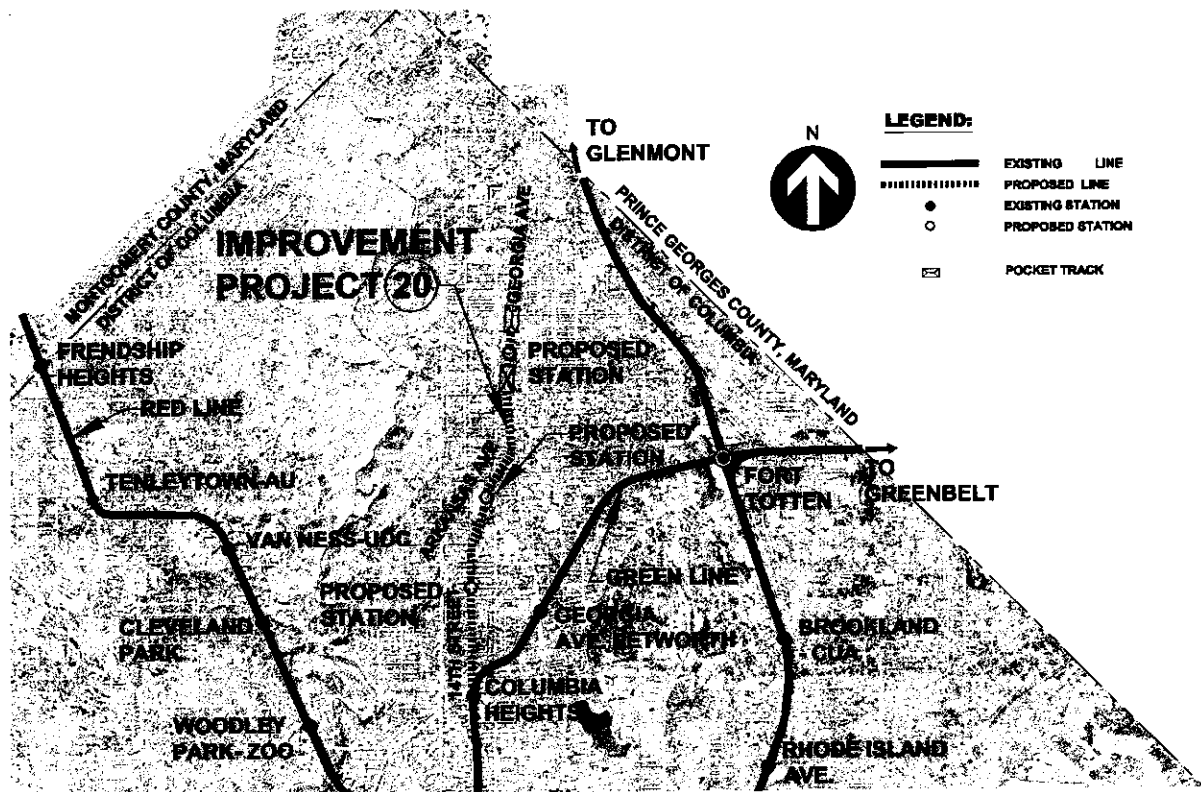 TO
GLENMONT
N
LEGEND:
EXISTING LINE
PROPOSED LINE
EXISTING STATION
PROPOSED STATION
POCKET TRACK
MONTGOMERY COUNTY, MARYLAND
DISTRICT OF COLUMBIA
PRINCE GEORGES COUNTY, MARYLAND
DISTRICT OF COLUMBIA
IMPROVEMENT
PROJECT 20
GEORGIA AVE
FRENDSHIP
HEIGHTS
RED LINE
PROPOSED
STATION
PROPOSED
STATION
ARKANSAS AVE
TENLEYTOWN-AU
FORT
TOTTEN
TO
GREENBELT
VAN NESS-UDC
PROPOSED
STATION
14TH STREET
GREEN LINE
CLEVELAND
PARK
GEORGIA
AVE. PETWORTH
BROOKLAND
- CUA
COLUMBIA
HEIGHTS
WOODLEY
PARK- ZOO
RHODE ISLAND
AVE.